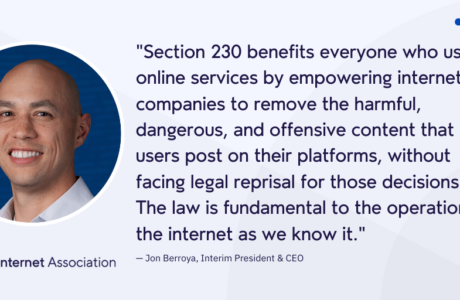 "Section 230 benefits everyone who us
online services by empowering internet
companies to remove the harmful,
dangerous, and offensive content that
users post on their platforms, without
facing legal reprisal for those decisions
The law is fundamental to the operation
the internet as we know it."
— Jon Berroya, Interim President & CEO
nternet Association